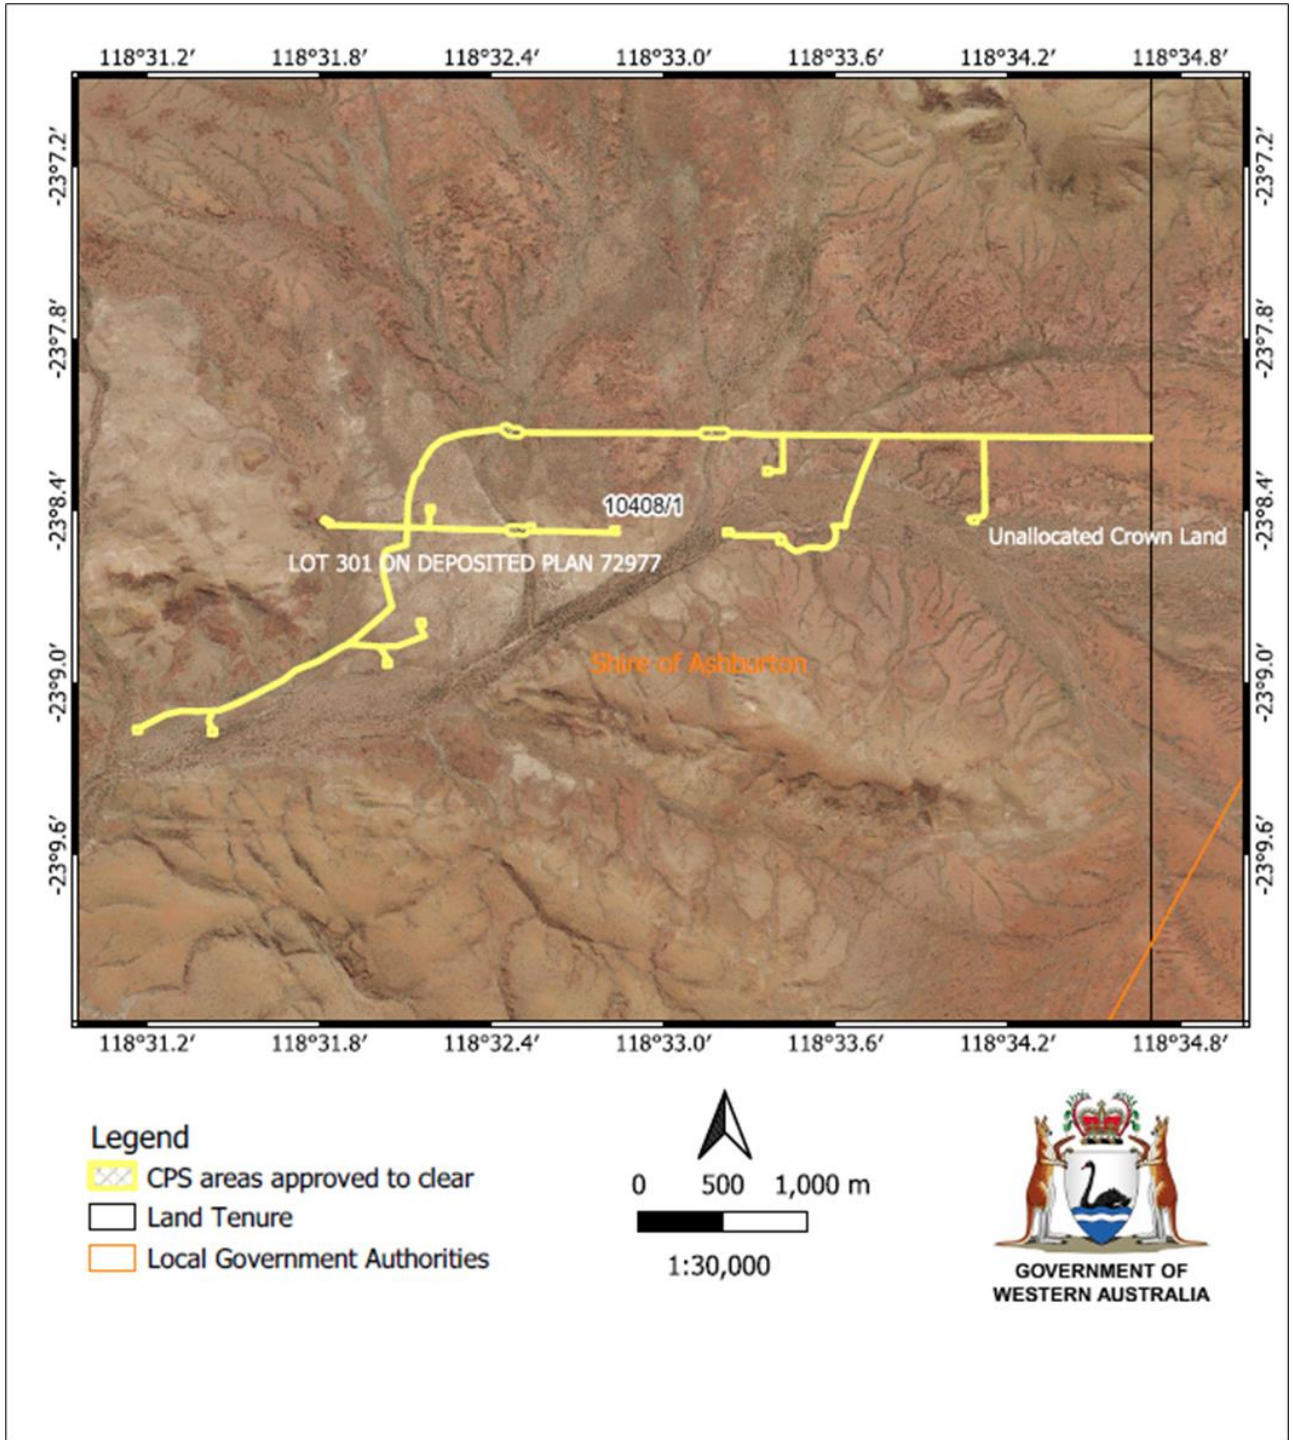 118°31.2′ 118°31.8′ 118°32.4′ 118°33.0′ 118°33.6′ 118°34.2′ 118°34.8′
-23°7.2′ -23°7.2′
-23°7.8′ -23°7.8′
-23°8.4′ -23°8.4′
10408/1
Unallocated Crown Land
LOT 301 ON DEPOSITED PLAN 72977
Shire of Ashburton
-23°9.0′ -23°9.0′
-23°9.6′ -23°9.6′
118°31.2′ 118°31.8′ 118°32.4′ 118°33.0′ 118°33.6′ 118°34.2′ 118°34.8′
Legend
CPS areas approved to clear
Land Tenure
Local Government Authorities
0 500 1,000 m
1:30,000
GOVERNMENT OF
WESTERN AUSTRALIA